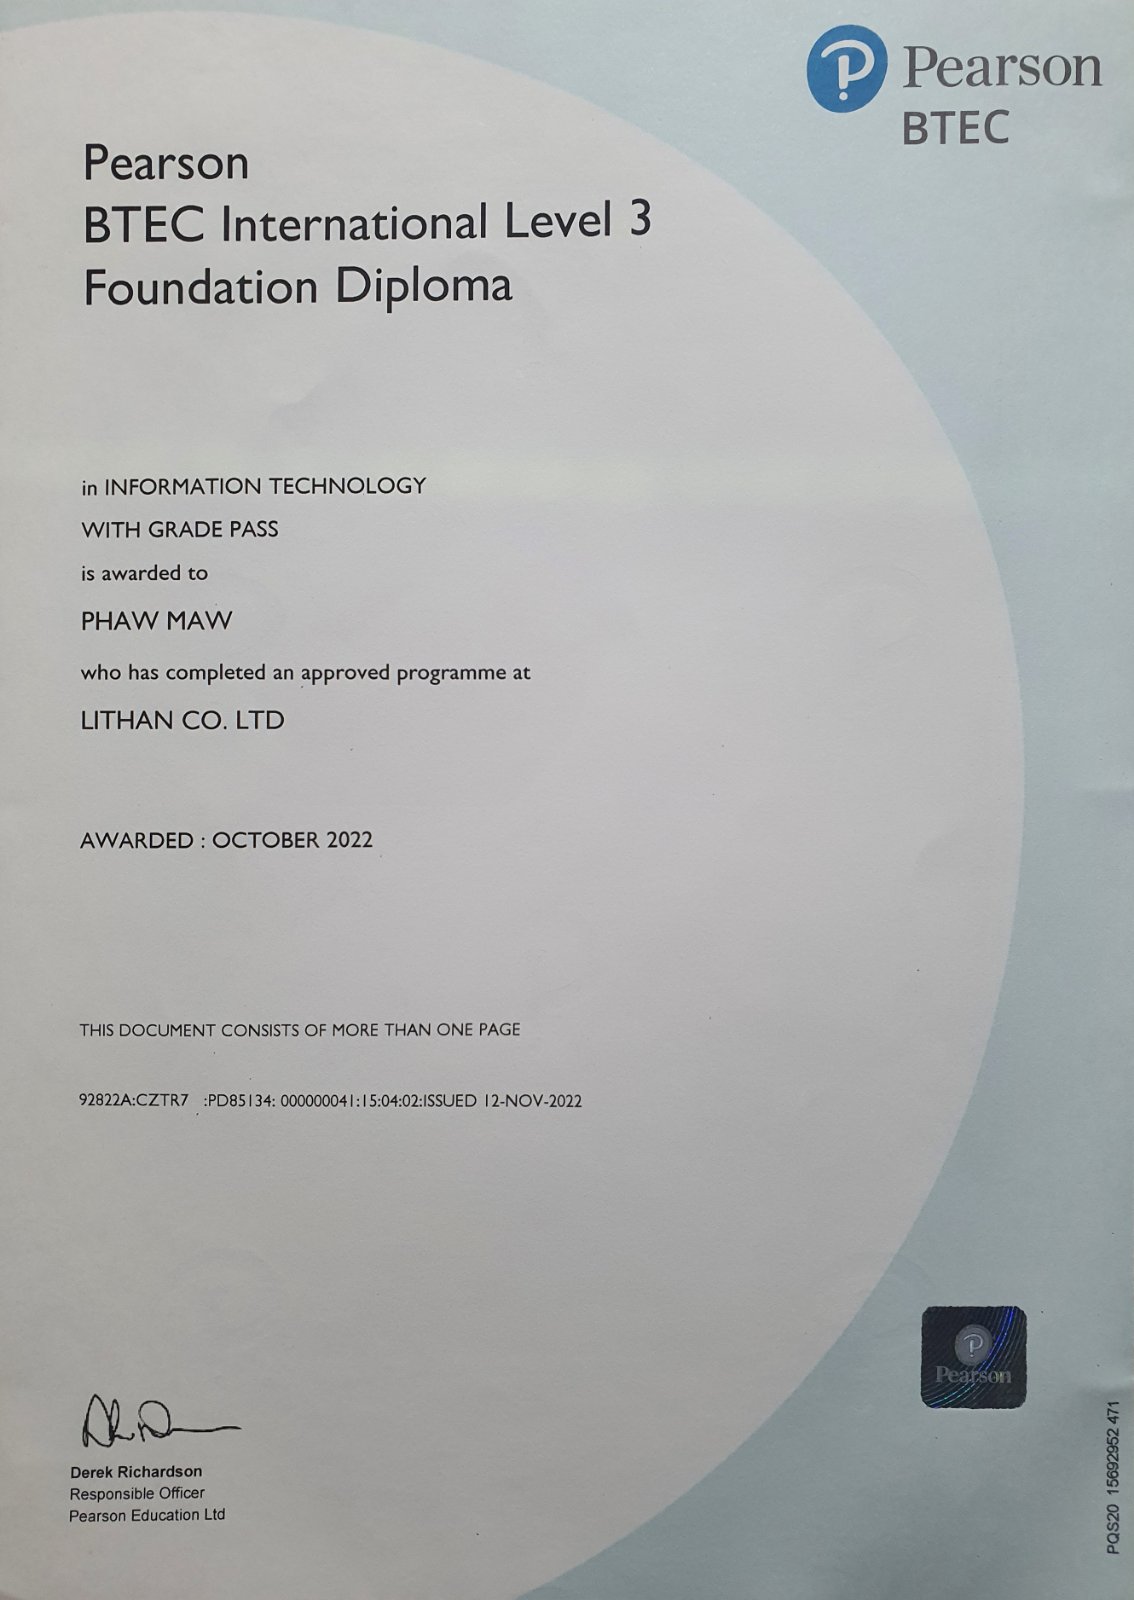 Pearson
BTEC
Pearson
BTEC International Level 3
Foundation Diploma
in INFORMATION TECHNOLOGY
WITH GRADE PASS
is awarded to
PHAW MAW
who has completed an approved programme at
LITHAN CO. LTD
AWARDED : OCTOBER 2022
THIS DOCUMENT CONSISTS OF MORE THAN ONE PAGE
92822A:CZTR7 :PD85134: 000000041:15:04:02:ISSUED 12-NOV-2022
Pearson
Derek Richardson
Responsible Officer
Pearson Education Ltd
PQS20 15692952 471